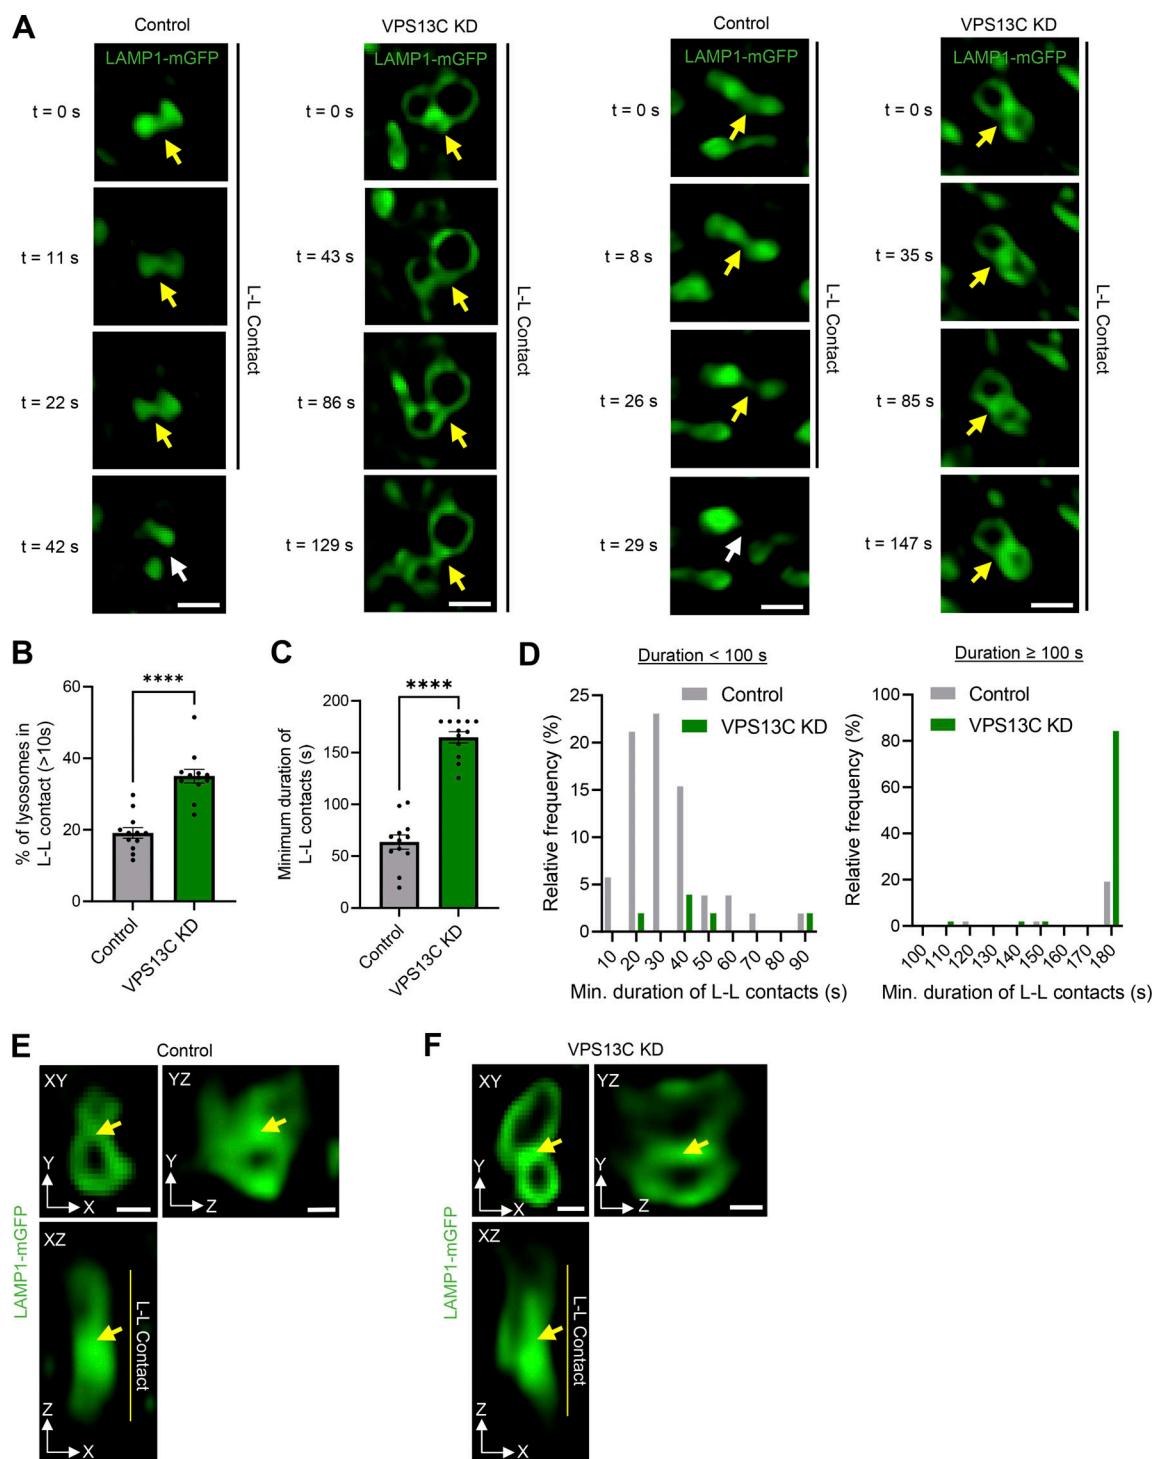 A
Control
VPS13C KD
Control
VPS13C KD
LAMP1-mGFP
LAMP1-mGFP
LAMP1-mGFP
LAMP1-mGFP
t = 0 s
t = 0 s
t = 0 s
t = 0 s
t = 11 s
t = 43 s
t = 8 s
t = 35 s
t = 22 s
t = 86 s
t = 26 s
t = 85 s
t = 42 s
t = 129 s
t = 29 s
t = 147 s
L-L Contact
L-L Contact
L-L Contact
L-L Contact
B
% of lysosomes in
L-L contact (>10s)
60
40
20
0
****
Control
VPS13C KD
C
Minimum duration of
L-L contacts (s)
200
150
100
50
0
****
Control
VPS13C KD
D
Duration < 100 s
Control
VPS13C KD
Relative frequency (%)
25
20
15
10
5
0
10
20
30
40
50
60
70
80
90
Min. duration of L-L contacts (s)
Duration ≥ 100 s
Control
VPS13C KD
Relative frequency (%)
100
80
60
40
20
0
100
110
120
130
140
150
160
170
180
Min. duration of L-L contacts (s)
E
Control
LAMP1-mGFP
XY
Y
X
YZ
Y
Z
XZ
L-L Contact
Z
X
F
VPS13C KD
LAMP1-mGFP
XY
Y
X
YZ
Y
Z
XZ
L-L Contact
Z
X